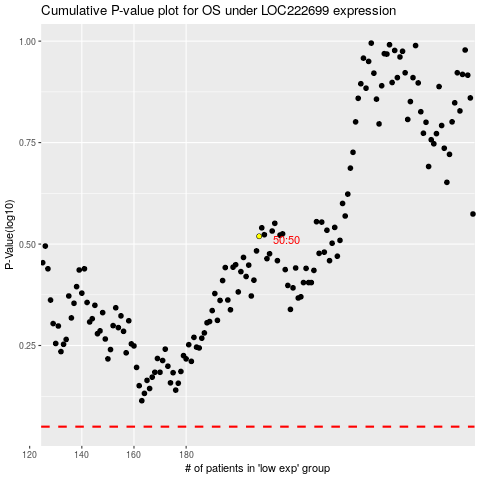 Cumulative P-value plot for OS under LOC222699 expression
1.00
0.75
0.50
0.25
P-Value(log10)
50:50
120 140 160 180
# of patients in 'low exp' group